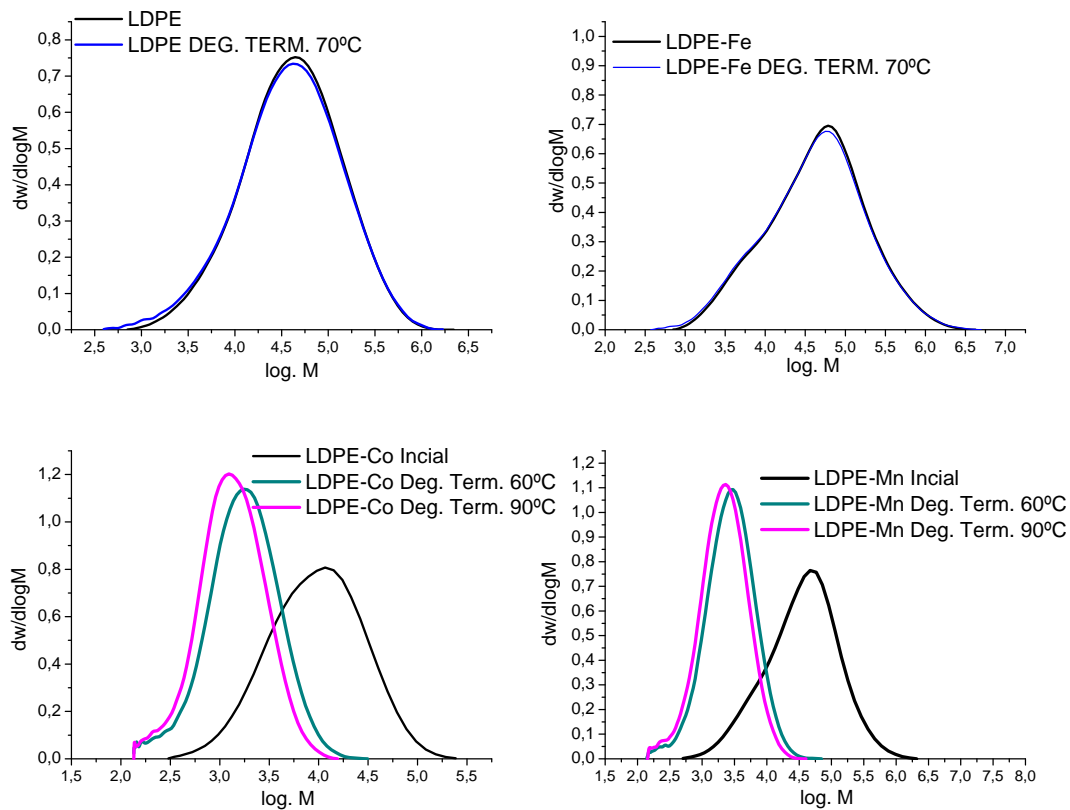 LDPE
LDPE DEG. TERM. 70ºC
0,8
0,7
0,6
0,5
0,4
0,3
0,2
0,1
0,0
dw/dlogM
2,5 3,0 3,5 4,0 4,5 5,0 5,5 6,0 6,5
log. M
LDPE-Fe
LDPE-Fe DEG. TERM. 70ºC
1,0
0,9
0,8
0,7
0,6
0,5
0,4
0,3
0,2
0,1
0,0
dw/dlogM
2,0 2,5 3,0 3,5 4,0 4,5 5,0 5,5 6,0 6,5 7,0
log. M
LDPE-Co Incial
LDPE-Co Deg. Term. 60ºC
LDPE-Co Deg. Term. 90ºC
1,2
1,0
0,8
0,6
0,4
0,2
0,0
dw/dlogM
1,5 2,0 2,5 3,0 3,5 4,0 4,5 5,0 5,5
log. M
LDPE-Mn Incial
LDPE-Mn Deg. Term. 60ºC
LDPE-Mn Deg. Term. 90ºC
1,2
1,1
1,0
0,9
0,8
0,7
0,6
0,5
0,4
0,3
0,2
0,1
0,0
dw/dlogM
1,5 2,0 2,5 3,0 3,5 4,0 4,5 5,0 5,5 6,0 6,5 7,0 7,5 8,0
log. M